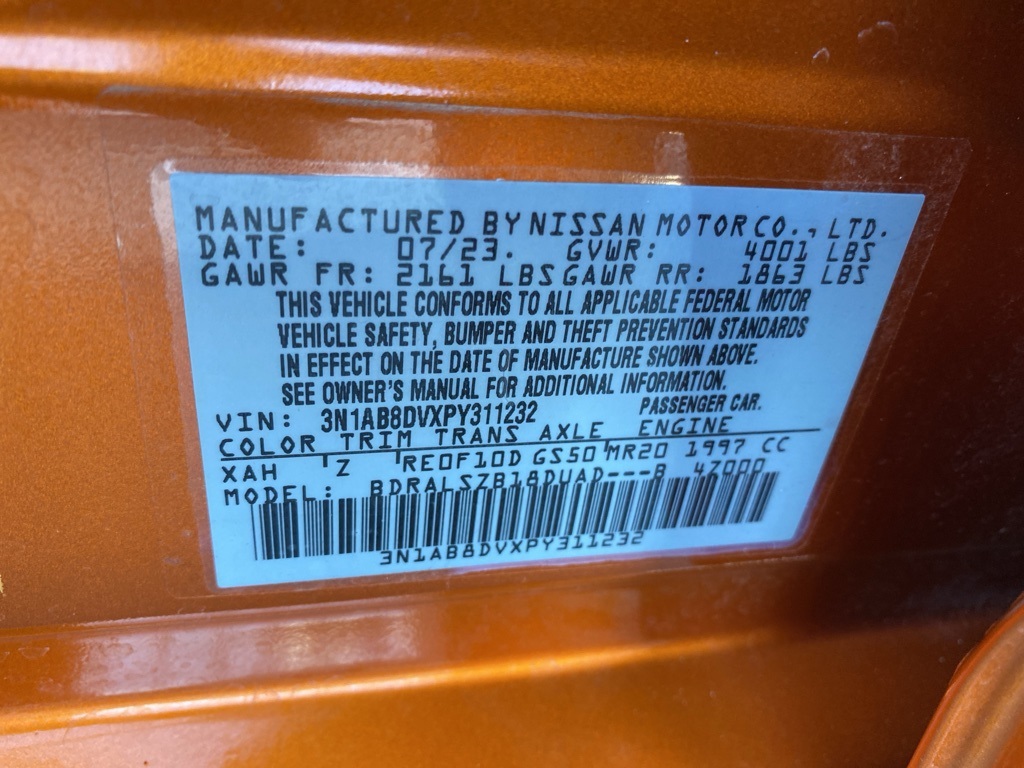 MANUFACTURED BY NISSAN MOTOR CO., LTD.
DATE: 07/23. GVWR: 4001 LBS
GAWR FR: 2161 LBS GAWR RR: 1863 LBS
THIS VEHICLE CONFORMS TO ALL APPLICABLE FEDERAL MOTOR
VEHICLE SAFETY, BUMPER AND THEFT PREVENTION STANDARDS
IN EFFECT ON THE DATE OF MANUFACTURE SHOWN ABOVE.
SEE OWNER'S MANUAL FOR ADDITIONAL INFORMATION.
VIN: 3N1AB8DVXPY311232 PASSENGER CAR.
COLOR TRIM TRANS AXLE ENGINE
XAH Z RE0F10D GS50 MR20 1997 CC
MODEL: BDRALSZB18DUAD---B 4Z000
3N1AB8DVXPY311232